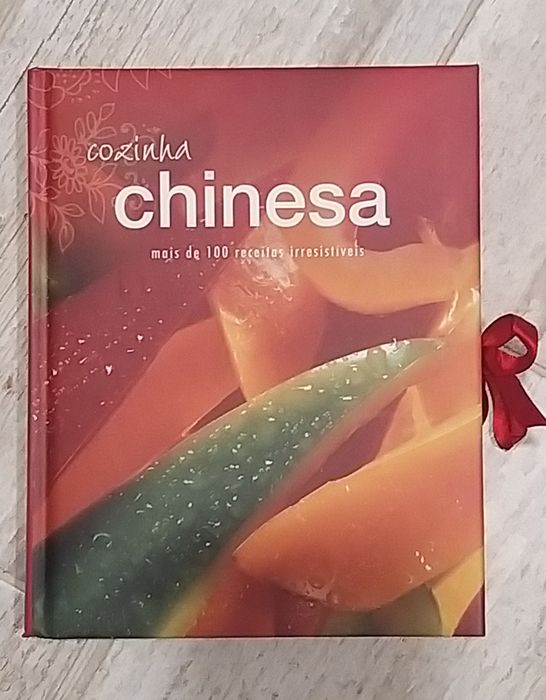 cozinha
chinesa
mais de 100 receitas irresistíveis